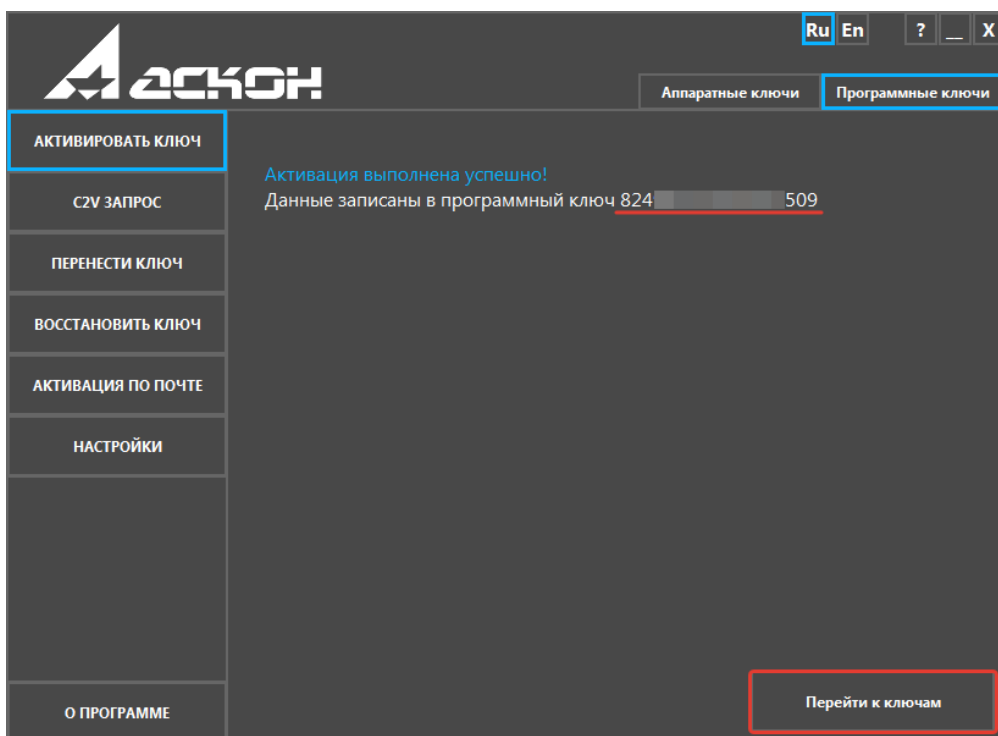 Ru En ? __ X
АСКОН
Аппаратные ключи Программные ключи
АКТИВИРОВАТЬ КЛЮЧ
C2V ЗАПРОС
ПЕРЕНЕСТИ КЛЮЧ
ВОССТАНОВИТЬ КЛЮЧ
АКТИВАЦИЯ ПО ПОЧТЕ
НАСТРОЙКИ
О ПРОГРАММЕ
Активация выполнена успешно!
Данные записаны в программный ключ 824 509
Перейти к ключам